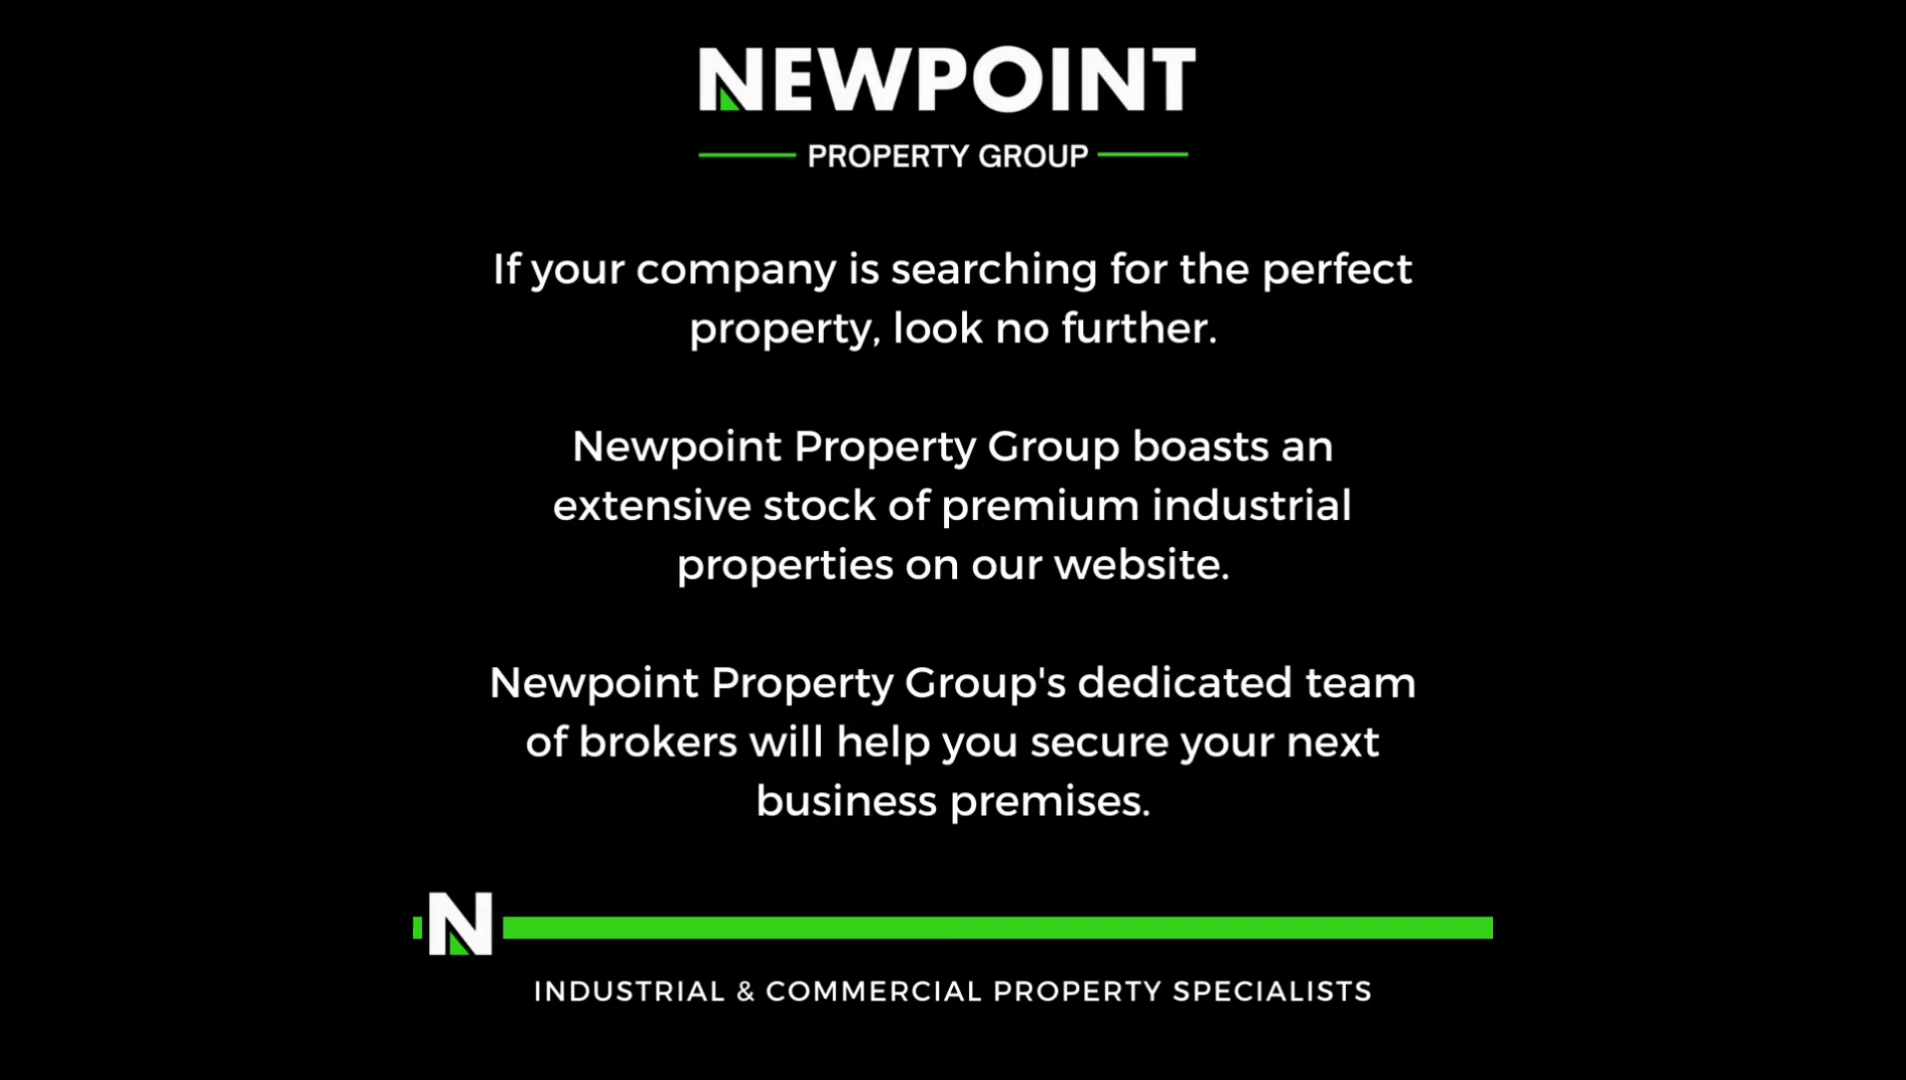 NEWPOINT
PROPERTY GROUP
If your company is searching for the perfect
property, look no further.
Newpoint Property Group boasts an
extensive stock of premium industrial
properties on our website.
Newpoint Property Group's dedicated team
of brokers will help you secure your next
business premises.
N
INDUSTRIAL & COMMERCIAL PROPERTY SPECIALISTS